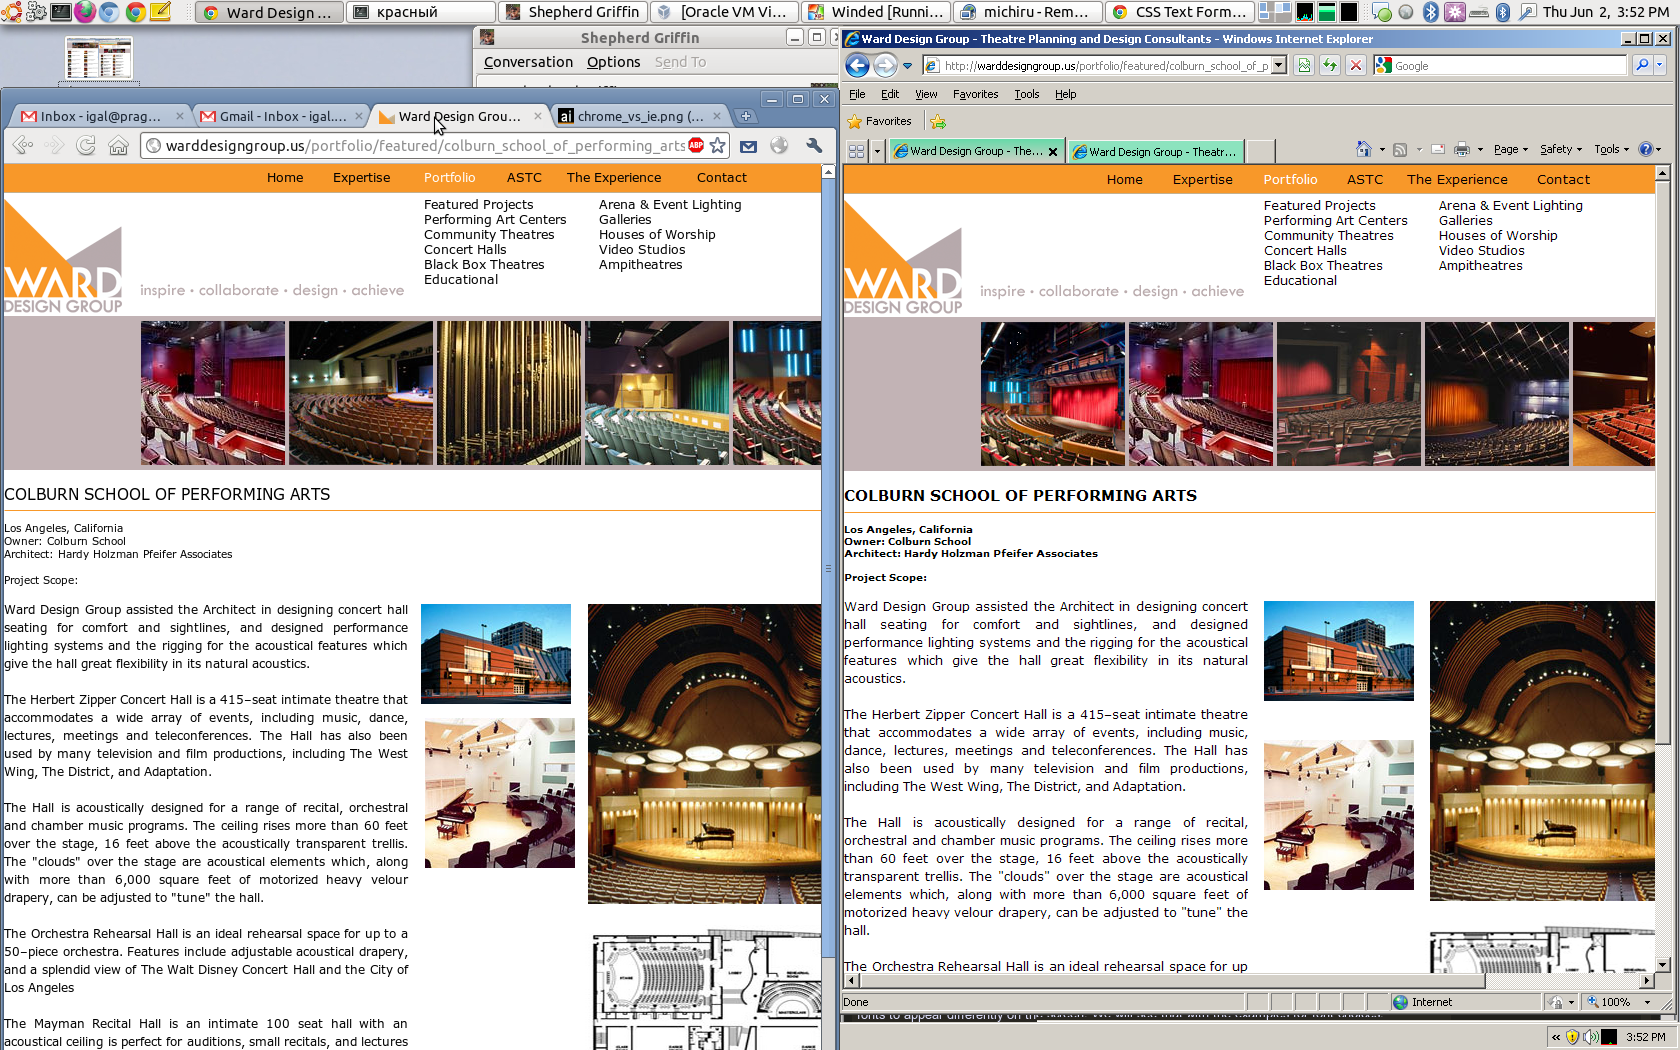 Ward Design ...
красный
Shepherd Griffin
[Oracle VM Vi...
Winded [Runni...
michiru - Rem...
CSS Text Form...
Thu Jun 2, 3:52 PM
Shepherd Griffin
Conversation Options Send To
Inbox - igal@prag...
Gmail - Inbox - igal....
Ward Design Grou...
chrome_vs_ie.png (...
warddesigngroup.us/portfolio/featured/colburn_school_of_performing_arts
ABP
Home Expertise Portfolio ASTC The Experience Contact
Featured Projects
Performing Art Centers
Community Theatres
Concert Halls
Black Box Theatres
Educational
Arena & Event Lighting
Galleries
Houses of Worship
Video Studios
Ampitheatres
WARD
DESIGN GROUP
inspire · collaborate · design · achieve
COLBURN SCHOOL OF PERFORMING ARTS
Los Angeles, California
Owner: Colburn School
Architect: Hardy Holzman Pfeifer Associates
Project Scope:
Ward Design Group assisted the Architect in designing concert hall
seating for comfort and sightlines, and designed performance
lighting systems and the rigging for the acoustical features which
give the hall great flexibility in its natural acoustics.
The Herbert Zipper Concert Hall is a 415–seat intimate theatre that
accommodates a wide array of events, including music, dance,
lectures, meetings and teleconferences. The Hall has also been
used by many television and film productions, including The West
Wing, The District, and Adaptation.
The Hall is acoustically designed for a range of recital, orchestral
and chamber music programs. The ceiling rises more than 60 feet
over the stage, 16 feet above the acoustically transparent trellis.
The "clouds" over the stage are acoustical elements which, along
with more than 6,000 square feet of motorized heavy velour
drapery, can be adjusted to "tune" the hall.
The Orchestra Rehearsal Hall is an ideal rehearsal space for up to a
50–piece orchestra. Features include adjustable acoustical drapery,
and a splendid view of The Walt Disney Concert Hall and the City of
Los Angeles
The Mayman Recital Hall is an intimate 100 seat hall with an
acoustical ceiling is perfect for auditions, small recitals, and lectures
Ward Design Group - Theatre Planning and Design Consultants - Windows Internet Explorer
http://warddesigngroup.us/portfolio/featured/colburn_school_of_p
Google
File Edit View Favorites Tools Help
Favorites
Ward Design Group - The...
Ward Design Group - Theatr...
Page Safety Tools
Home Expertise Portfolio ASTC The Experience Contact
Featured Projects
Performing Art Centers
Community Theatres
Concert Halls
Black Box Theatres
Educational
Arena & Event Lighting
Galleries
Houses of Worship
Video Studios
Ampitheatres
WARD
DESIGN GROUP
inspire · collaborate · design · achieve
COLBURN SCHOOL OF PERFORMING ARTS
Los Angeles, California
Owner: Colburn School
Architect: Hardy Holzman Pfeifer Associates
Project Scope:
Ward Design Group assisted the Architect in designing concert
hall seating for comfort and sightlines, and designed
performance lighting systems and the rigging for the acoustical
features which give the hall great flexibility in its natural
acoustics.
The Herbert Zipper Concert Hall is a 415–seat intimate theatre
that accommodates a wide array of events, including music,
dance, lectures, meetings and teleconferences. The Hall has
also been used by many television and film productions,
including The West Wing, The District, and Adaptation.
The Hall is acoustically designed for a range of recital,
orchestral and chamber music programs. The ceiling rises more
than 60 feet over the stage, 16 feet above the acoustically
transparent trellis. The "clouds" over the stage are acoustical
elements which, along with more than 6,000 square feet of
motorized heavy velour drapery, can be adjusted to "tune" the
hall.
The Orchestra Rehearsal Hall is an ideal rehearsal space for up
Done
Internet
100%
3:52 PM